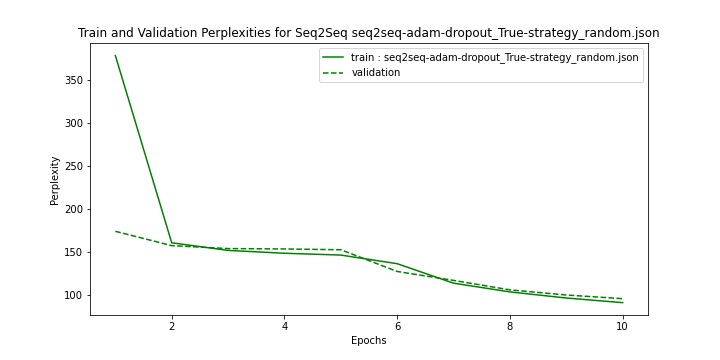 Train and Validation Perplexities for Seq2Seq seq2seq-adam-dropout_True-strategy_random.json
train : seq2seq-adam-dropout_True-strategy_random.json
validation
Perplexity
350
300
250
200
150
100
2 4 6 8 10
Epochs